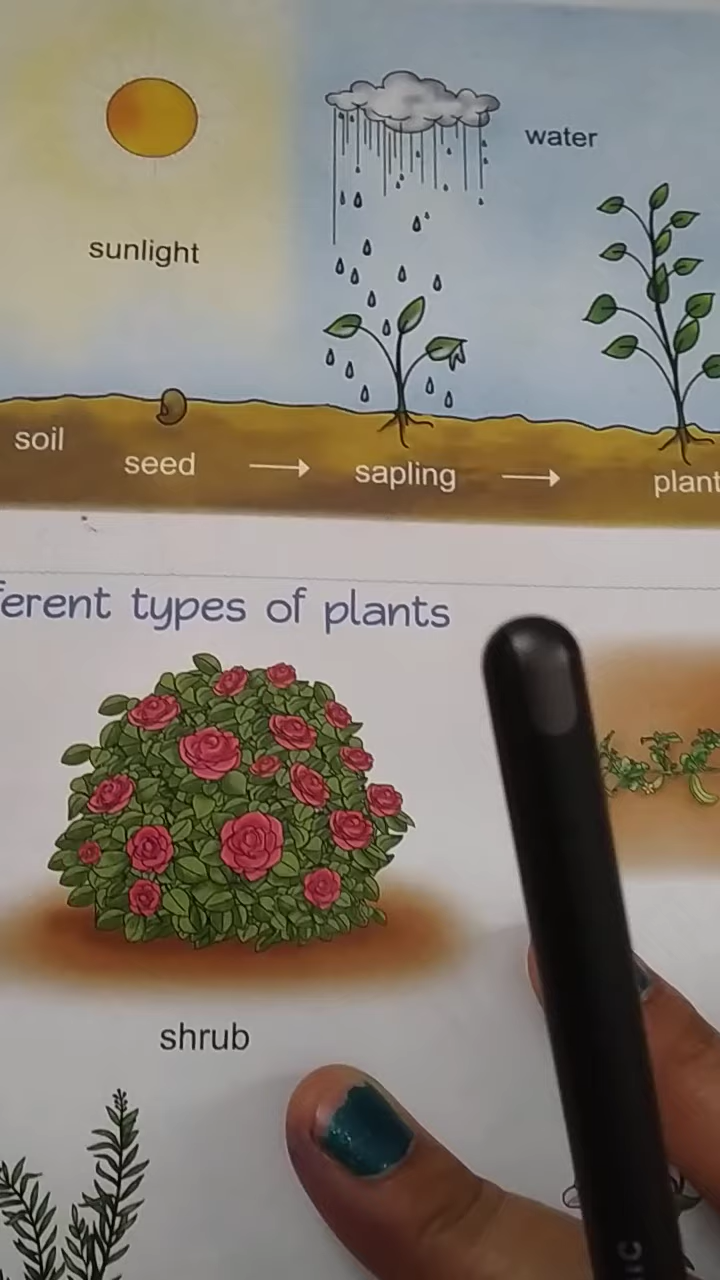 water
sunlight
soil
seed
sapling
plant
ferent types of plants
shrub